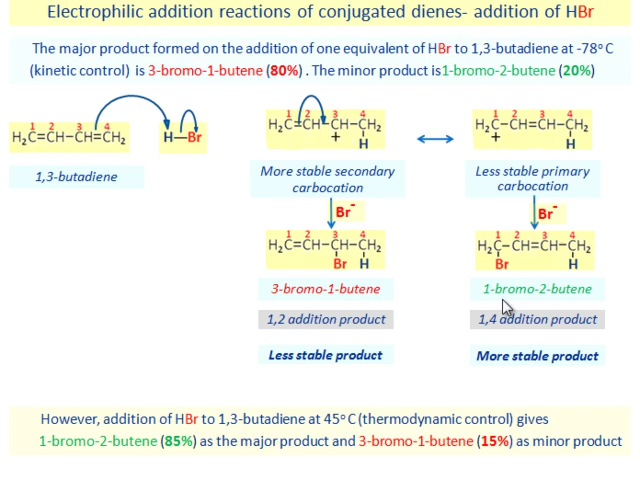 Electrophilic addition reactions of conjugated dienes- addition of HBr
The major product formed on the addition of one equivalent of HBr to 1,3-butadiene at -78° C
(kinetic control) is 3-bromo-1-butene (80%) . The minor product is1-bromo-2-butene (20%)
1 2 3 4
H₂C=CH–CH=CH₂
H—Br
1,3-butadiene
1 2 3 4
H₂C=CH–CH–CH₂
+ H
More stable secondary
carbocation
Br⁻
1 2 3 4
H₂C=CH–CH–CH₂
Br H
3-bromo-1-butene
1,2 addition product
Less stable product
1 2 3 4
H₂C–CH=CH–CH₂
+ H
Less stable primary
carbocation
Br⁻
1 2 3 4
H₂C–CH=CH–CH₂
Br H
1-bromo-2-butene
1,4 addition product
More stable product
However, addition of HBr to 1,3-butadiene at 45° C (thermodynamic control) gives
1-bromo-2-butene (85%) as the major product and 3-bromo-1-butene (15%) as minor product